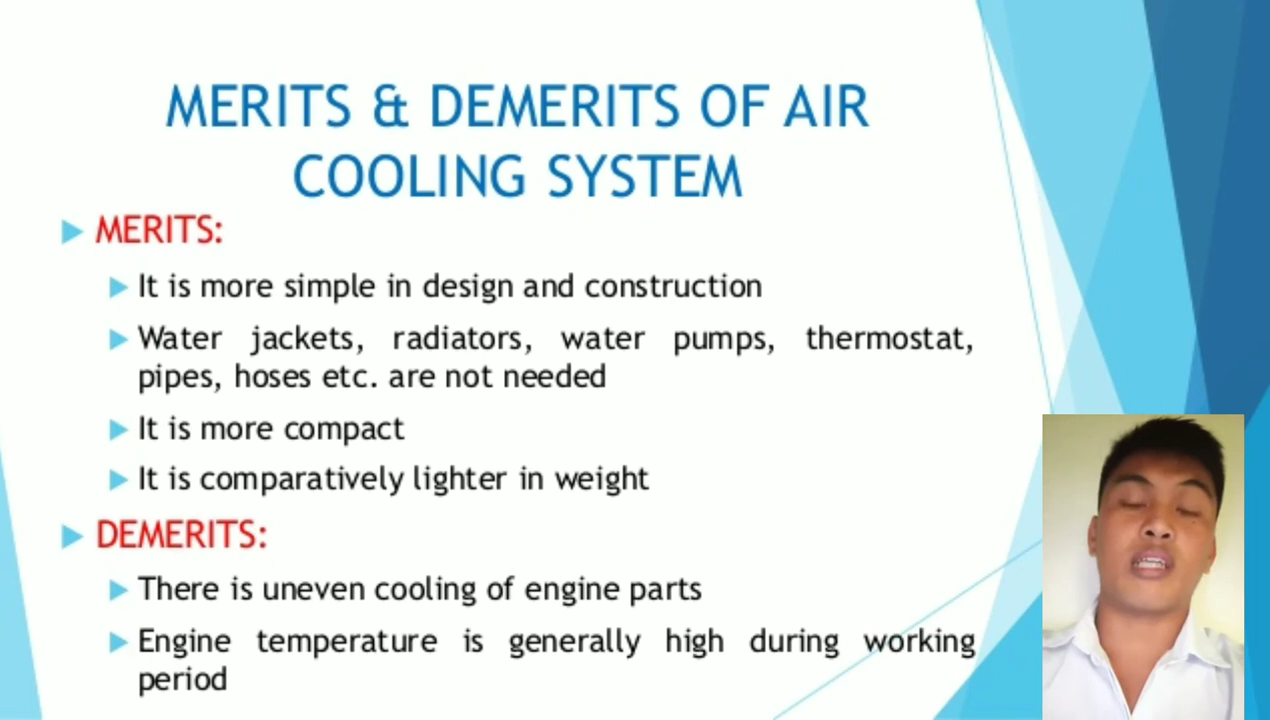 MERITS & DEMERITS OF AIR
COOLING SYSTEM
MERITS:
It is more simple in design and construction
Water jackets, radiators, water pumps, thermostat,
pipes, hoses etc. are not needed
It is more compact
It is comparatively lighter in weight
DEMERITS:
There is uneven cooling of engine parts
Engine temperature is generally high during working
period